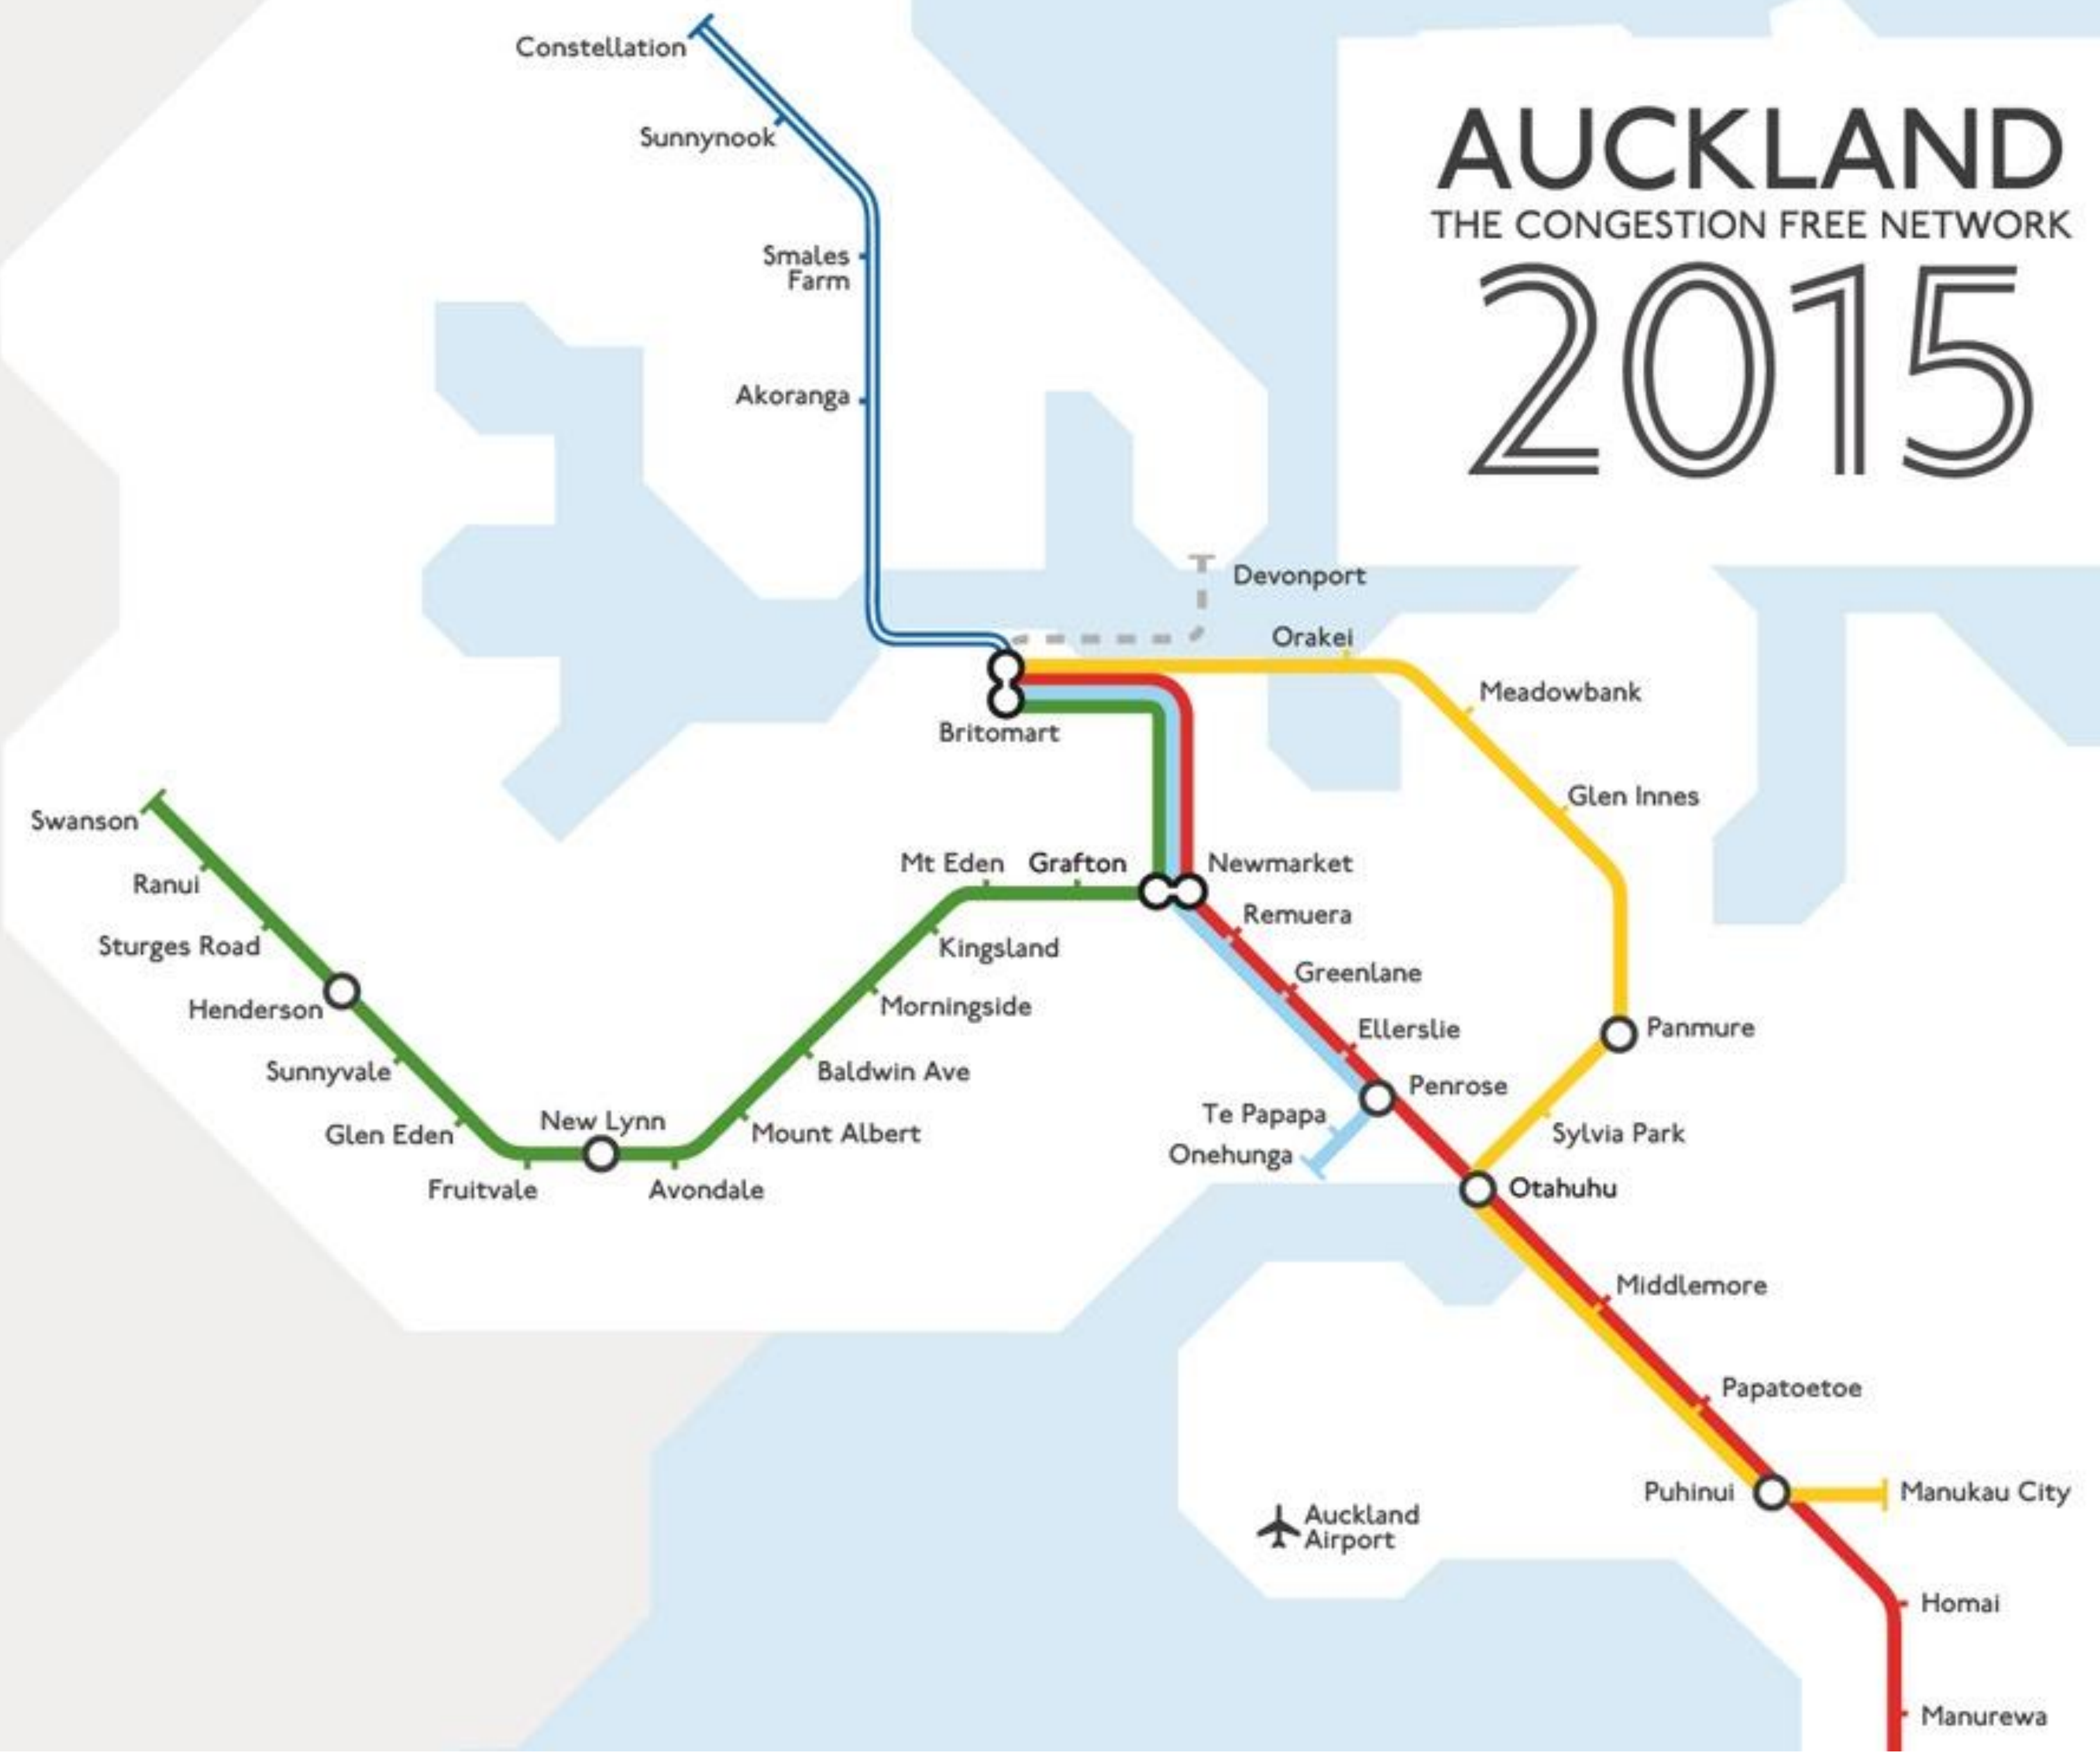 Constellation
Sunnynook
Smales
Farm
Akoranga
AUCKLAND
THE CONGESTION FREE NETWORK
2015
Devonport
Orakei
Meadowbank
Britomart
Glen Innes
Swanson
Ranui
Sturges Road
Henderson
Sunnyvale
Glen Eden
Fruitvale
New Lynn
Avondale
Mount Albert
Baldwin Ave
Morningside
Kingsland
Mt Eden
Grafton
Newmarket
Remuera
Greenlane
Ellerslie
Penrose
Te Papapa
Onehunga
Panmure
Sylvia Park
Otahuhu
Middlemore
Papatoetoe
Puhinui
Manukau City
Auckland
Airport
Homai
Manurewa